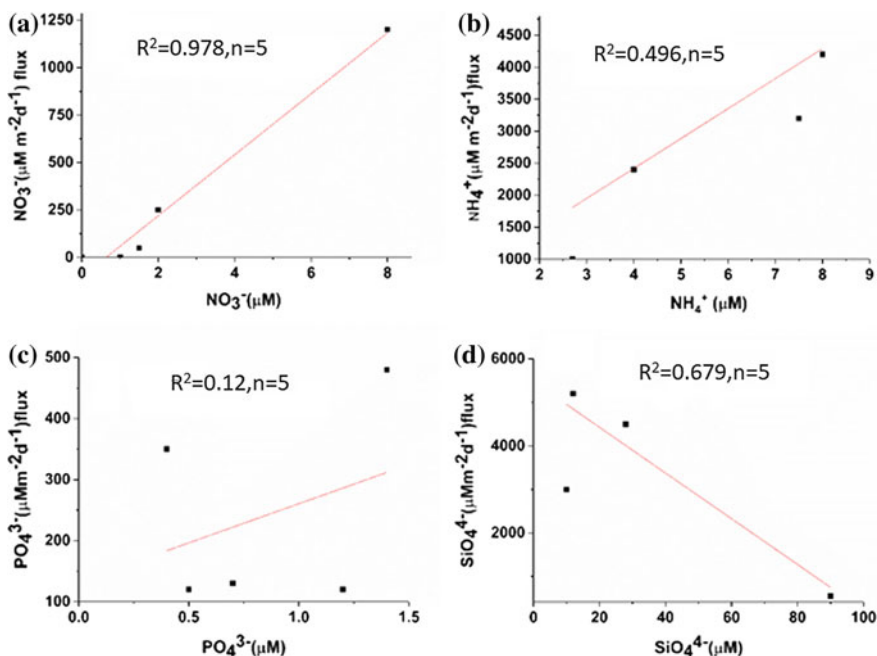 (a)
R²=0.978,n=5
NO₃⁻(μM m⁻²d⁻¹) flux
1250
1000
750
500
250
0
0 2 4 6 8
NO₃⁻(μM)
(b)
R²=0.496,n=5
NH₄⁺(μM m⁻²d⁻¹)flux
4500
4000
3500
3000
2500
2000
1500
1000
2 3 4 5 6 7 8 9
NH₄⁺ (μM)
(c)
R²=0.12,n=5
PO₄³⁻(μMm⁻²d⁻¹)flux
500
400
300
200
100
0.5 1.0 1.5
PO₄³⁻(μM)
(d)
R²=0.679,n=5
SiO₄⁴⁻(μMm⁻²d⁻¹)flux
6000
4000
2000
0 20 40 60 80 100
SiO₄⁴⁻(μM)